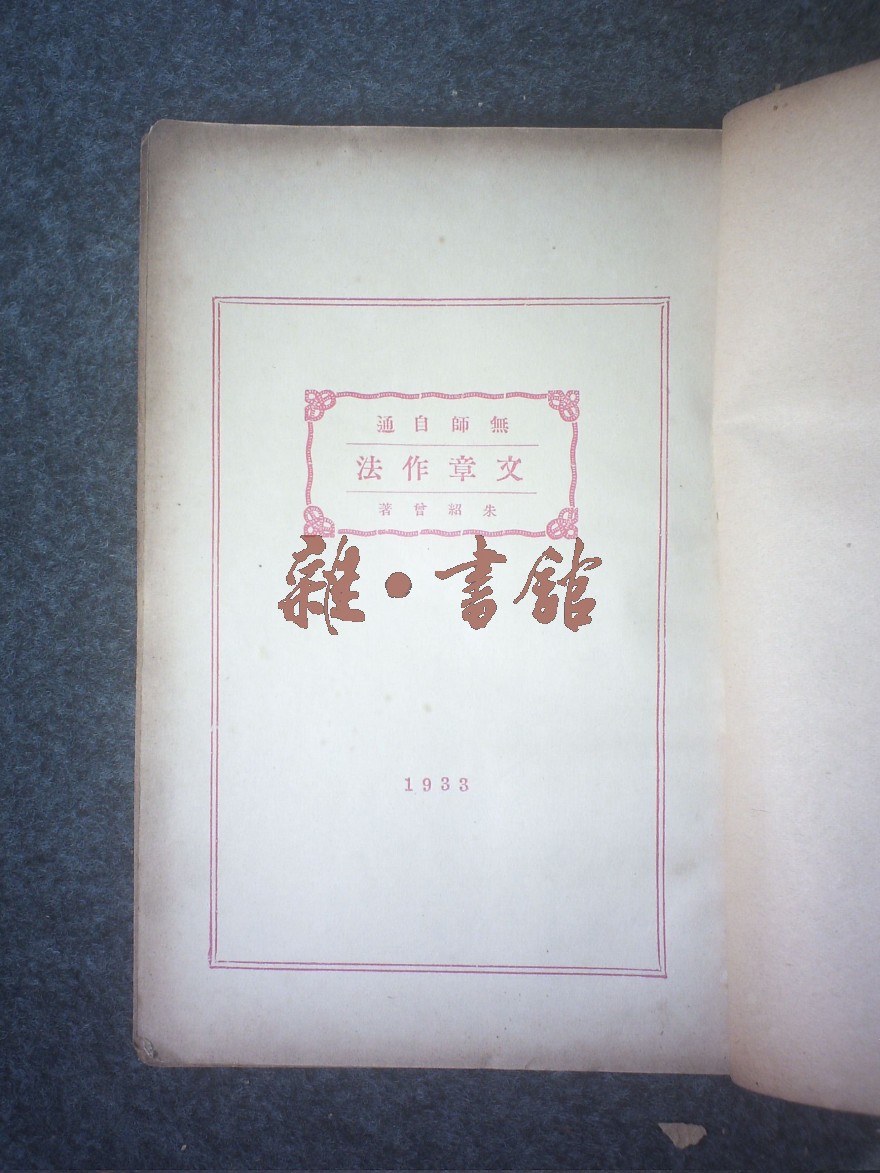 無師自通
文章作法
朱紹曾著
雜·書館
1933